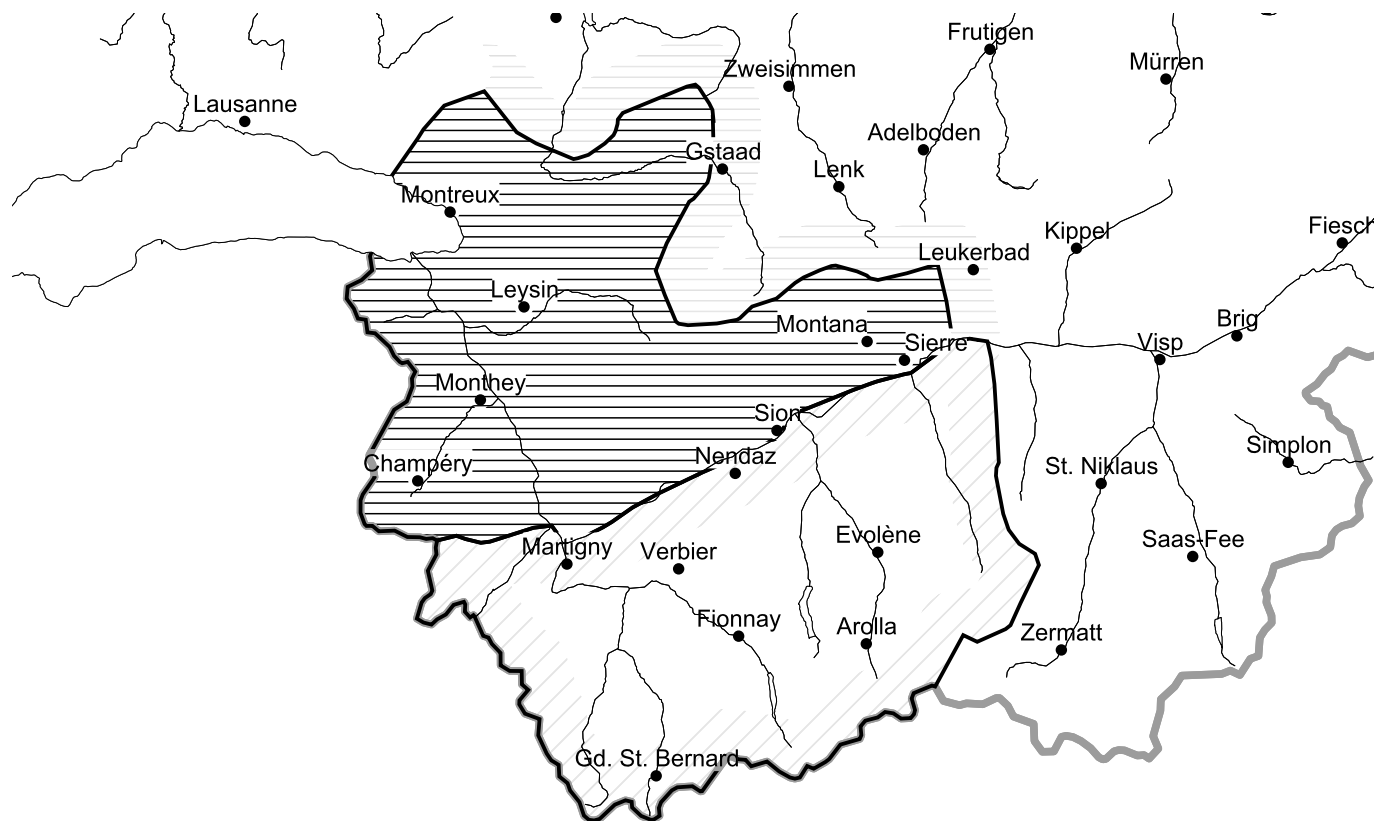 Frutigen
Zweisimmen
Mürren
Lausanne
Adelboden
Gstaad
Lenk
Montreux
Kippel
Fiesch
Leukerbad
Leysin
Montana
Brig
Sierre
Visp
Monthey
Sion
Simplon
Nendaz
Champéry
St. Niklaus
Evolène
Saas-Fee
Martigny
Verbier
Fionnay
Arolla
Zermatt
Gd. St. Bernard